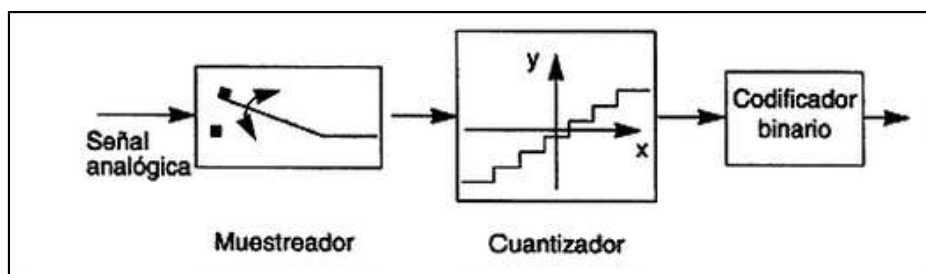 Señal
analógica
Muestreador
y
x
Cuantizador
Codificador
binario